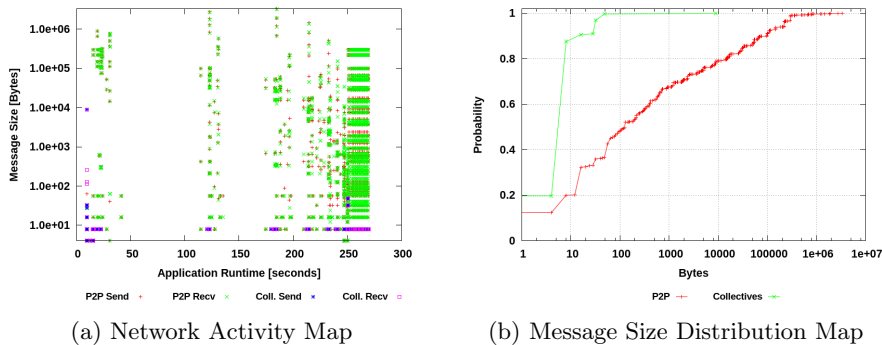 1.0e+06
1.0e+05
1.0e+04
1.0e+03
1.0e+02
1.0e+01
Message Size [Bytes]
0 50 100 150 200 250 300
Application Runtime [seconds]
P2P Send P2P Recv Coll. Send Coll. Recv
(a) Network Activity Map
1
0.8
0.6
0.4
0.2
0
Probability
1 10 100 1000 10000 100000 1e+06 1e+07
Bytes
P2P Collectives
(b) Message Size Distribution Map